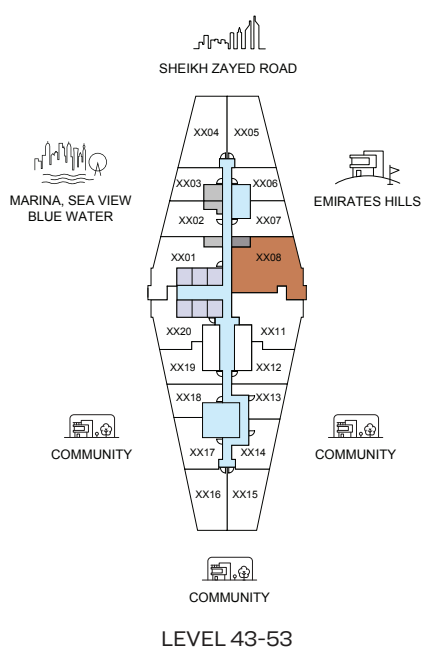 SHEIKH ZAYED ROAD
XX04 XX05
MARINA, SEA VIEW
BLUE WATER
XX03 XX06
EMIRATES HILLS
XX02 XX07
XX01 XX08
XX20 XX11
XX19 XX12
XX18 XX13
COMMUNITY
COMMUNITY
XX17 XX14
XX16 XX15
COMMUNITY
LEVEL 43-53